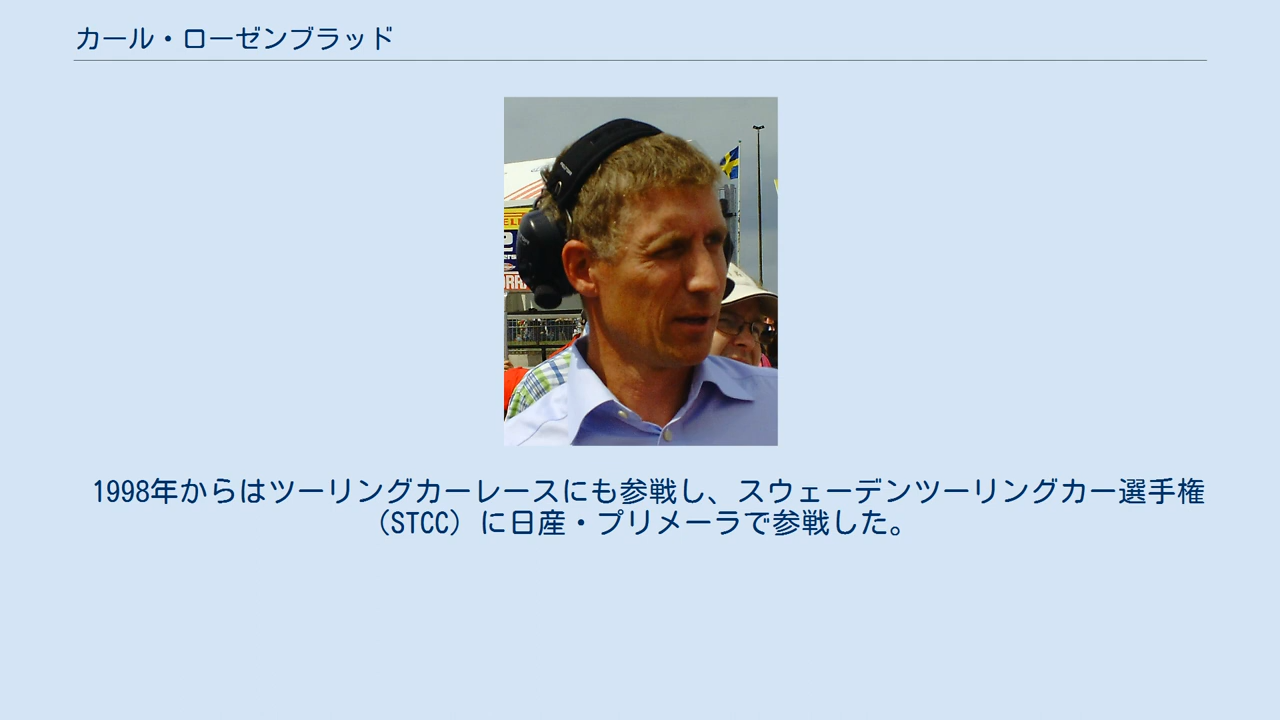 カール・ローゼンブラッド
1998年からはツーリングカーレースにも参戦し、スウェーデンツーリングカー選手権
（STCC）に日産・プリメーラで参戦した。